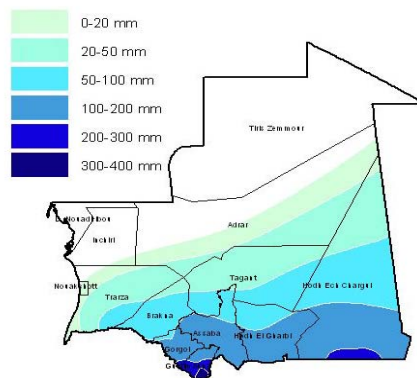 0-20 mm
20-50 mm
50-100 mm
100-200 mm
200-300 mm
300-400 mm
Tiris Zemmour
Inchiri
Adrar
Nouakchott
Trarza
Tagant
Hodh Ech Chargui
Brakna
Assaba
Hodh El Gharbi
Gorgol